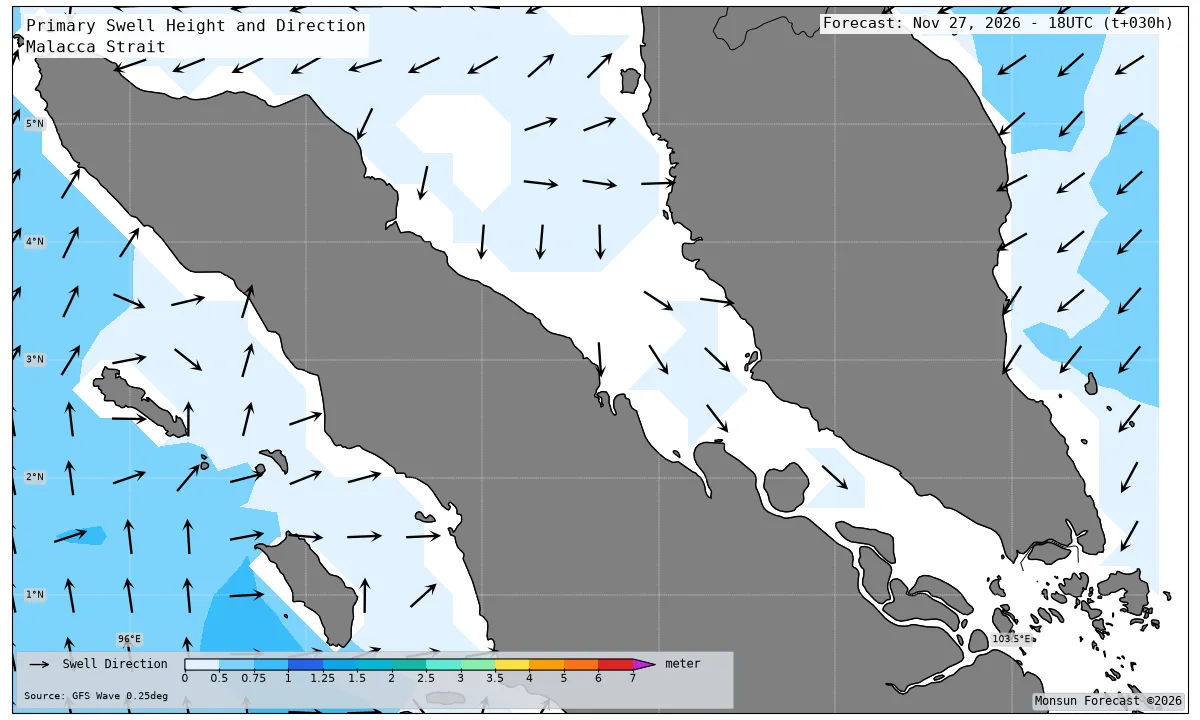 Primary Swell Height and Direction
Malacca Strait
Forecast: Nov 27, 2026 - 18UTC (t+030h)
5°N
4°N
3°N
2°N
1°N
96°E
103.5°E
Swell Direction
meter
0 0.5 0.75 1 1.25 1.5 2 2.5 3 3.5 4 5 6 7
Source: GFS Wave 0.25deg
Monsun Forecast ©2026